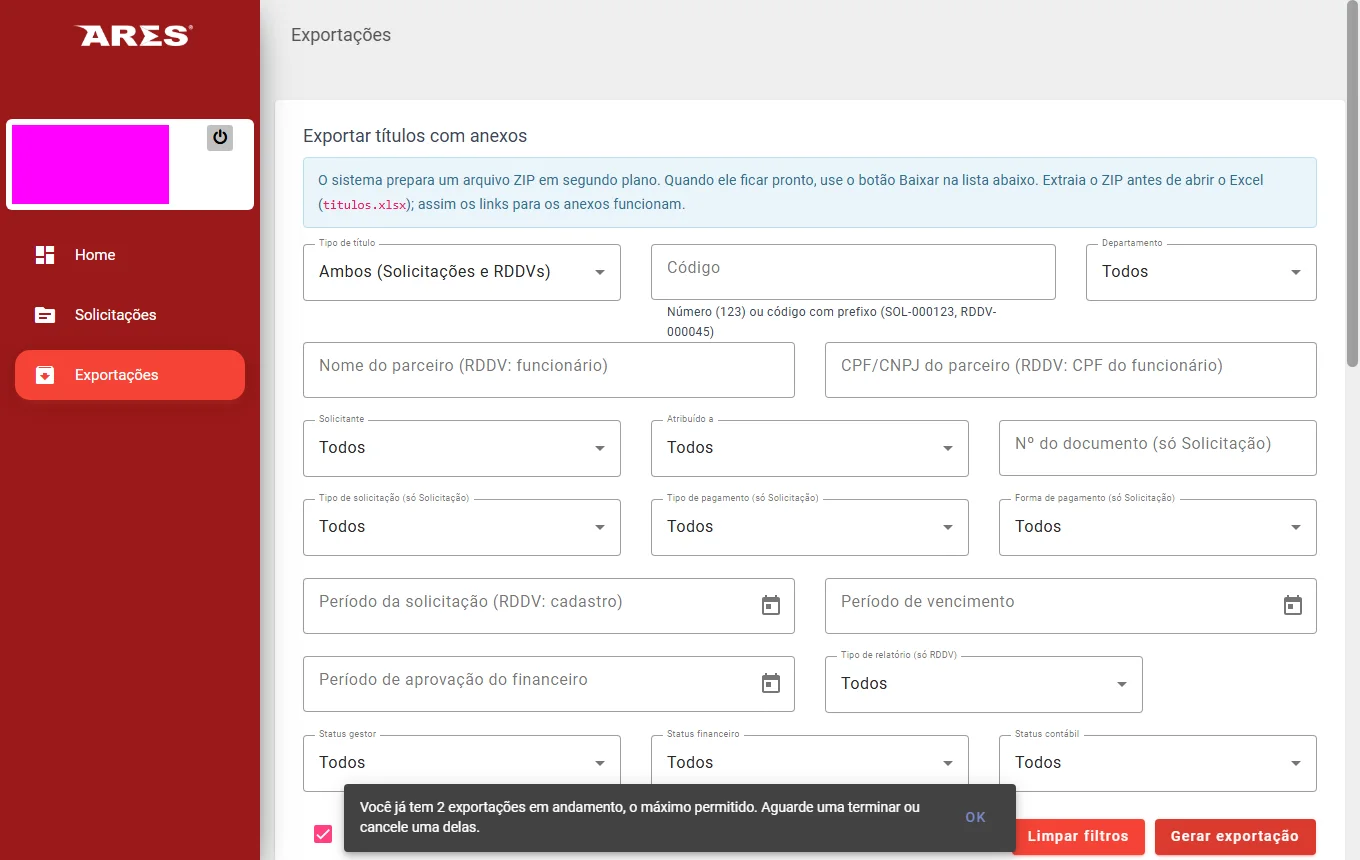 ARES
Exportações
Exportar títulos com anexos
O sistema prepara um arquivo ZIP em segundo plano. Quando ele ficar pronto, use o botão Baixar na lista abaixo. Extraia o ZIP antes de abrir o Excel
(titulos.xlsx); assim os links para os anexos funcionam.
Home
Solicitações
Exportações
Tipo de título
Ambos (Solicitações e RDDVs)
Código
Número (123) ou código com prefixo (SOL-000123, RDDV-
000045)
Departamento
Todos
Nome do parceiro (RDDV: funcionário)
CPF/CNPJ do parceiro (RDDV: CPF do funcionário)
Solicitante
Todos
Atribuído a
Todos
Nº do documento (só Solicitação)
Tipo de solicitação (só Solicitação)
Todos
Tipo de pagamento (só Solicitação)
Todos
Forma de pagamento (só Solicitação)
Todos
Período da solicitação (RDDV: cadastro)
Período de vencimento
Período de aprovação do financeiro
Tipo de relatório (só RDDV)
Todos
Status gestor
Todos
Status financeiro
Todos
Status contábil
Todos
Você já tem 2 exportações em andamento, o máximo permitido. Aguarde uma terminar ou
cancele uma delas.
OK
Limpar filtros
Gerar exportação